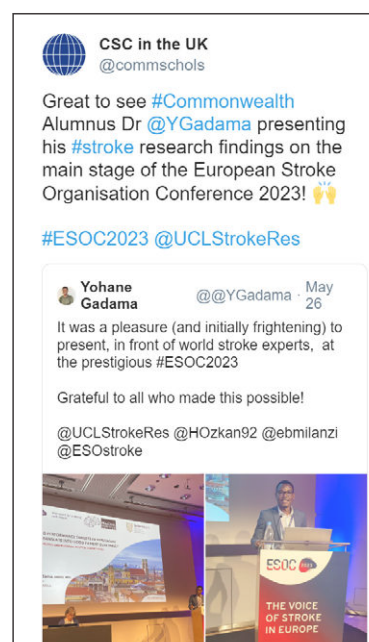 CSC in the UK
@commschols
Great to see #Commonwealth
Alumnus Dr @YGadama presenting
his #stroke research findings on the
main stage of the European Stroke
Organisation Conference 2023! 🙌
#ESOC2023 @UCLStrokeRes
Yohane
Gadama
@@YGadama · May
26
It was a pleasure (and initially frightening) to
present, in front of world stroke experts,  at
the prestigious #ESOC2023
Grateful to all who made this possible!
@UCLStrokeRes @HOzkan92 @ebmilanzi
@ESOstroke
ESOC
THE VOICE
OF STROKE
IN EUROPE